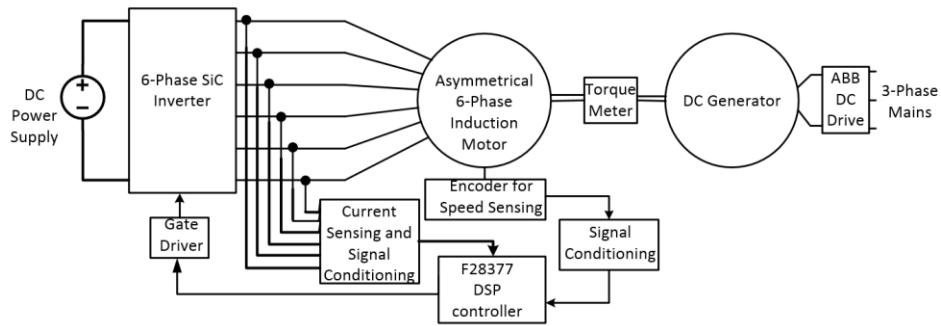 DC
Power
Supply
6-Phase SiC
Inverter
Asymmetrical
6-Phase
Induction
Motor
Torque
Meter
DC Generator
ABB
DC
Drive
3-Phase
Mains
Gate
Driver
Current
Sensing and
Signal
Conditioning
Encoder for
Speed Sensing
Signal
Conditioning
F28377
DSP
controller